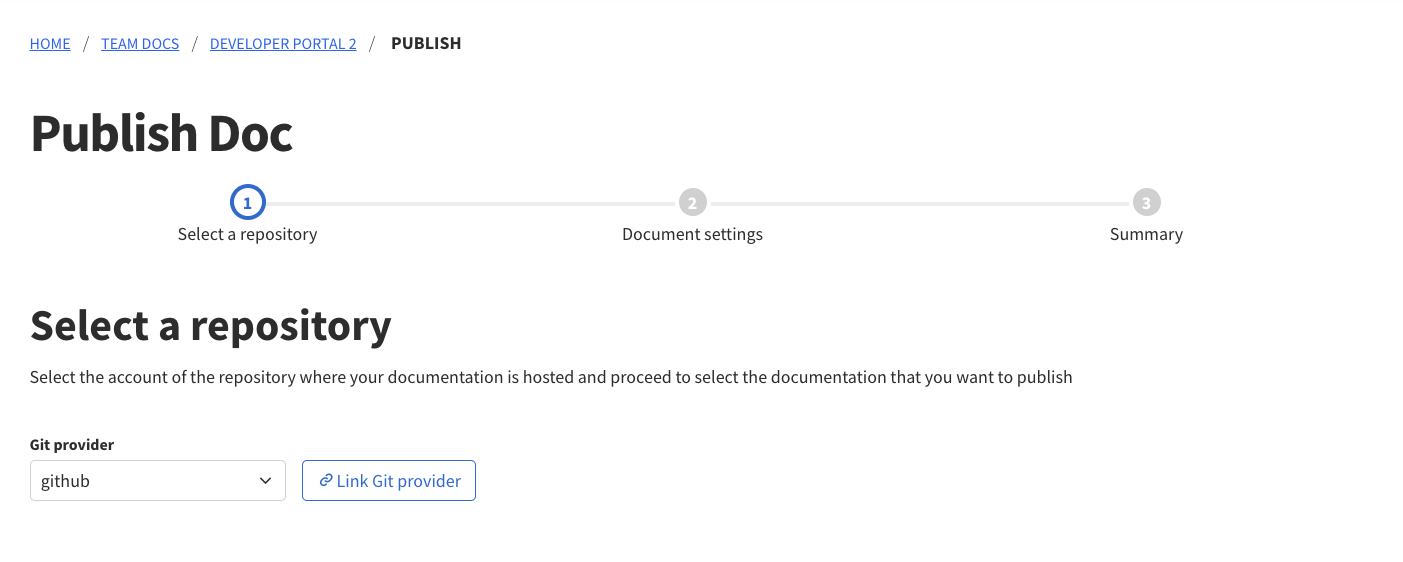 HOME / TEAM DOCS / DEVELOPER PORTAL 2 / PUBLISH
Publish Doc
1 2 3
Select a repository Document settings Summary
Select a repository
Select the account of the repository where your documentation is hosted and proceed to select the documentation that you want to publish
Git provider
github Link Git provider